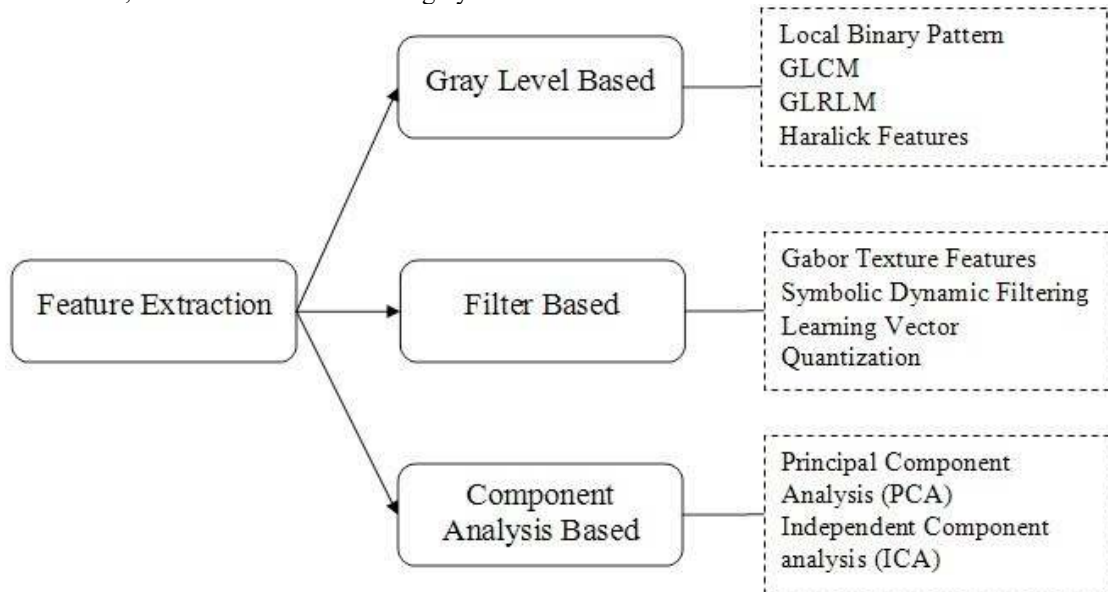 Gray Level Based
Local Binary Pattern
GLCM
GLRLM
Haralick Features
Feature Extraction
Filter Based
Gabor Texture Features
Symbolic Dynamic Filtering
Learning Vector
Quantization
Component
Analysis Based
Principal Component
Analysis (PCA)
Independent Component
analysis (ICA)